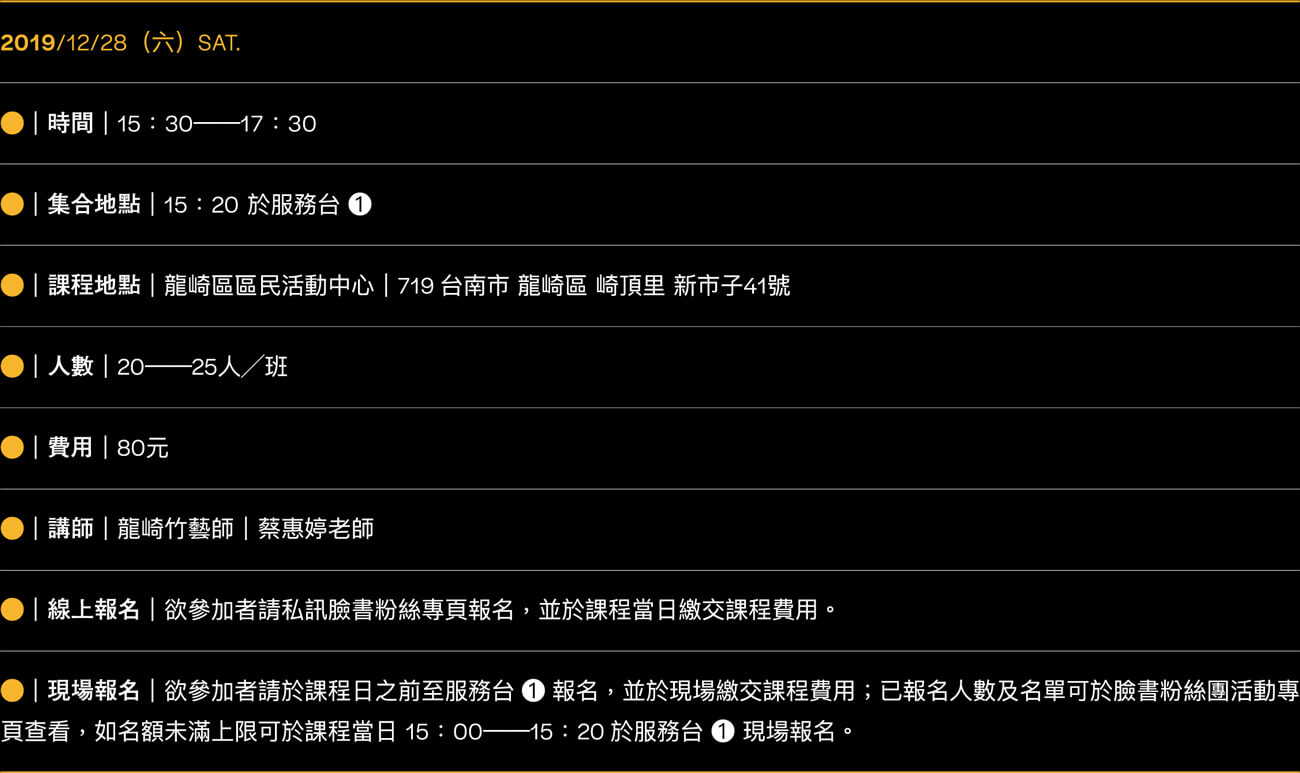 2019/12/28（六）SAT.
●｜時間｜15：30——17：30
●｜集合地點｜15：20 於服務台 ❶
●｜課程地點｜龍崎區區民活動中心｜719 台南市 龍崎區 崎頂里 新市子41號
●｜人數｜20——25人／班
●｜費用｜80元
●｜講師｜龍崎竹藝師｜蔡惠婷老師
●｜線上報名｜欲參加者請私訊臉書粉絲專頁報名，並於課程當日繳交課程費用。
●｜現場報名｜欲參加者請於課程日之前至服務台 ❶ 報名，並於現場繳交課程費用；已報名人數及名單可於臉書粉絲團活動專
頁查看，如名額未滿上限可於課程當日 15：00——15：20 於服務台 ❶ 現場報名。